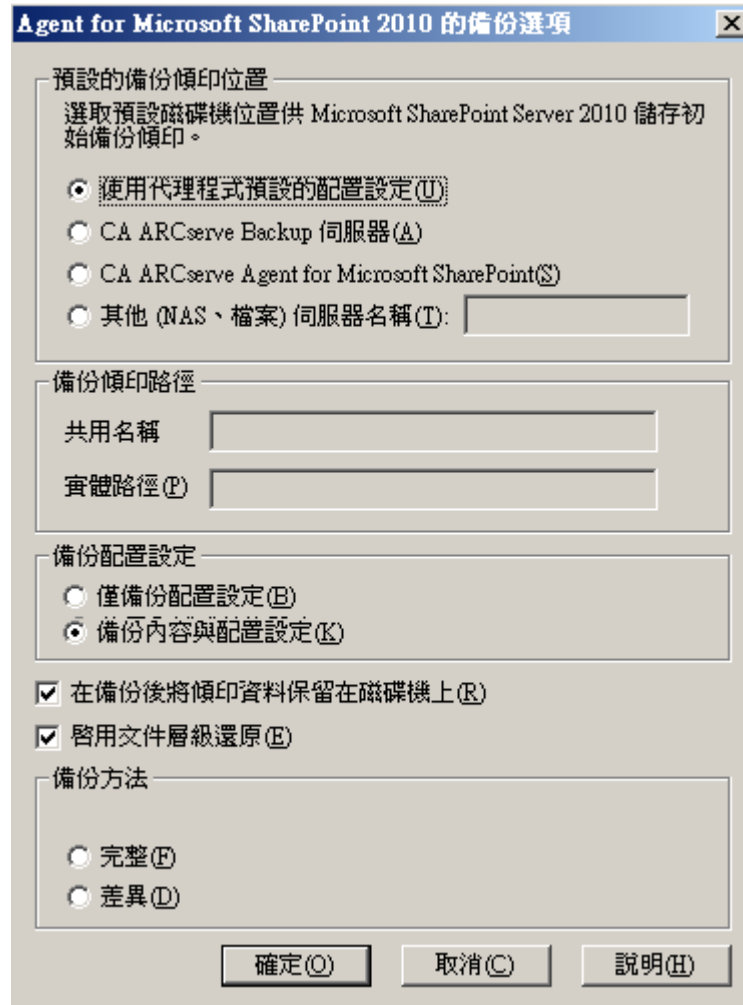 Agent for Microsoft SharePoint 2010 的備份選項
預設的備份傾印位置
選取預設磁碟機位置供 Microsoft SharePoint Server 2010 儲存初
始備份傾印。
使用代理程式預設的配置設定(U)
CA ARCserve Backup 伺服器(A)
CA ARCserve Agent for Microsoft SharePoint(S)
其他 (NAS、檔案) 伺服器名稱(T):
備份傾印路徑
共用名稱
實體路徑(P)
備份配置設定
僅備份配置設定(B)
備份內容與配置設定(K)
在備份後將傾印資料保留在磁碟機上(R)
啓用文件層級還原(E)
備份方法
完整(F)
差異(D)
確定(O) 取消(C) 說明(H)